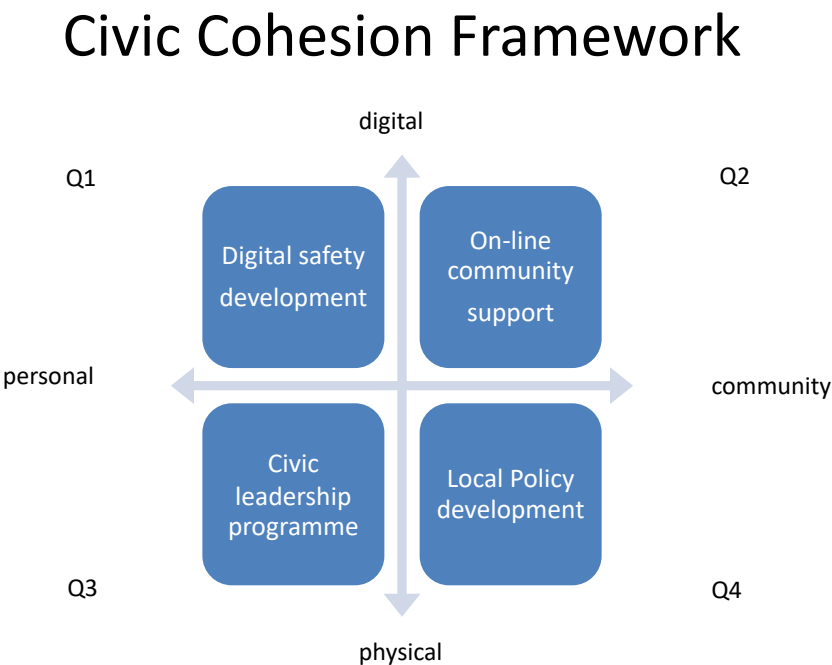 Civic Cohesion Framework
digital
Q1
Q2
Digital safety
development
On-line
community
support
personal
community
Civic
leadership
programme
Local Policy
development
Q3
Q4
physical